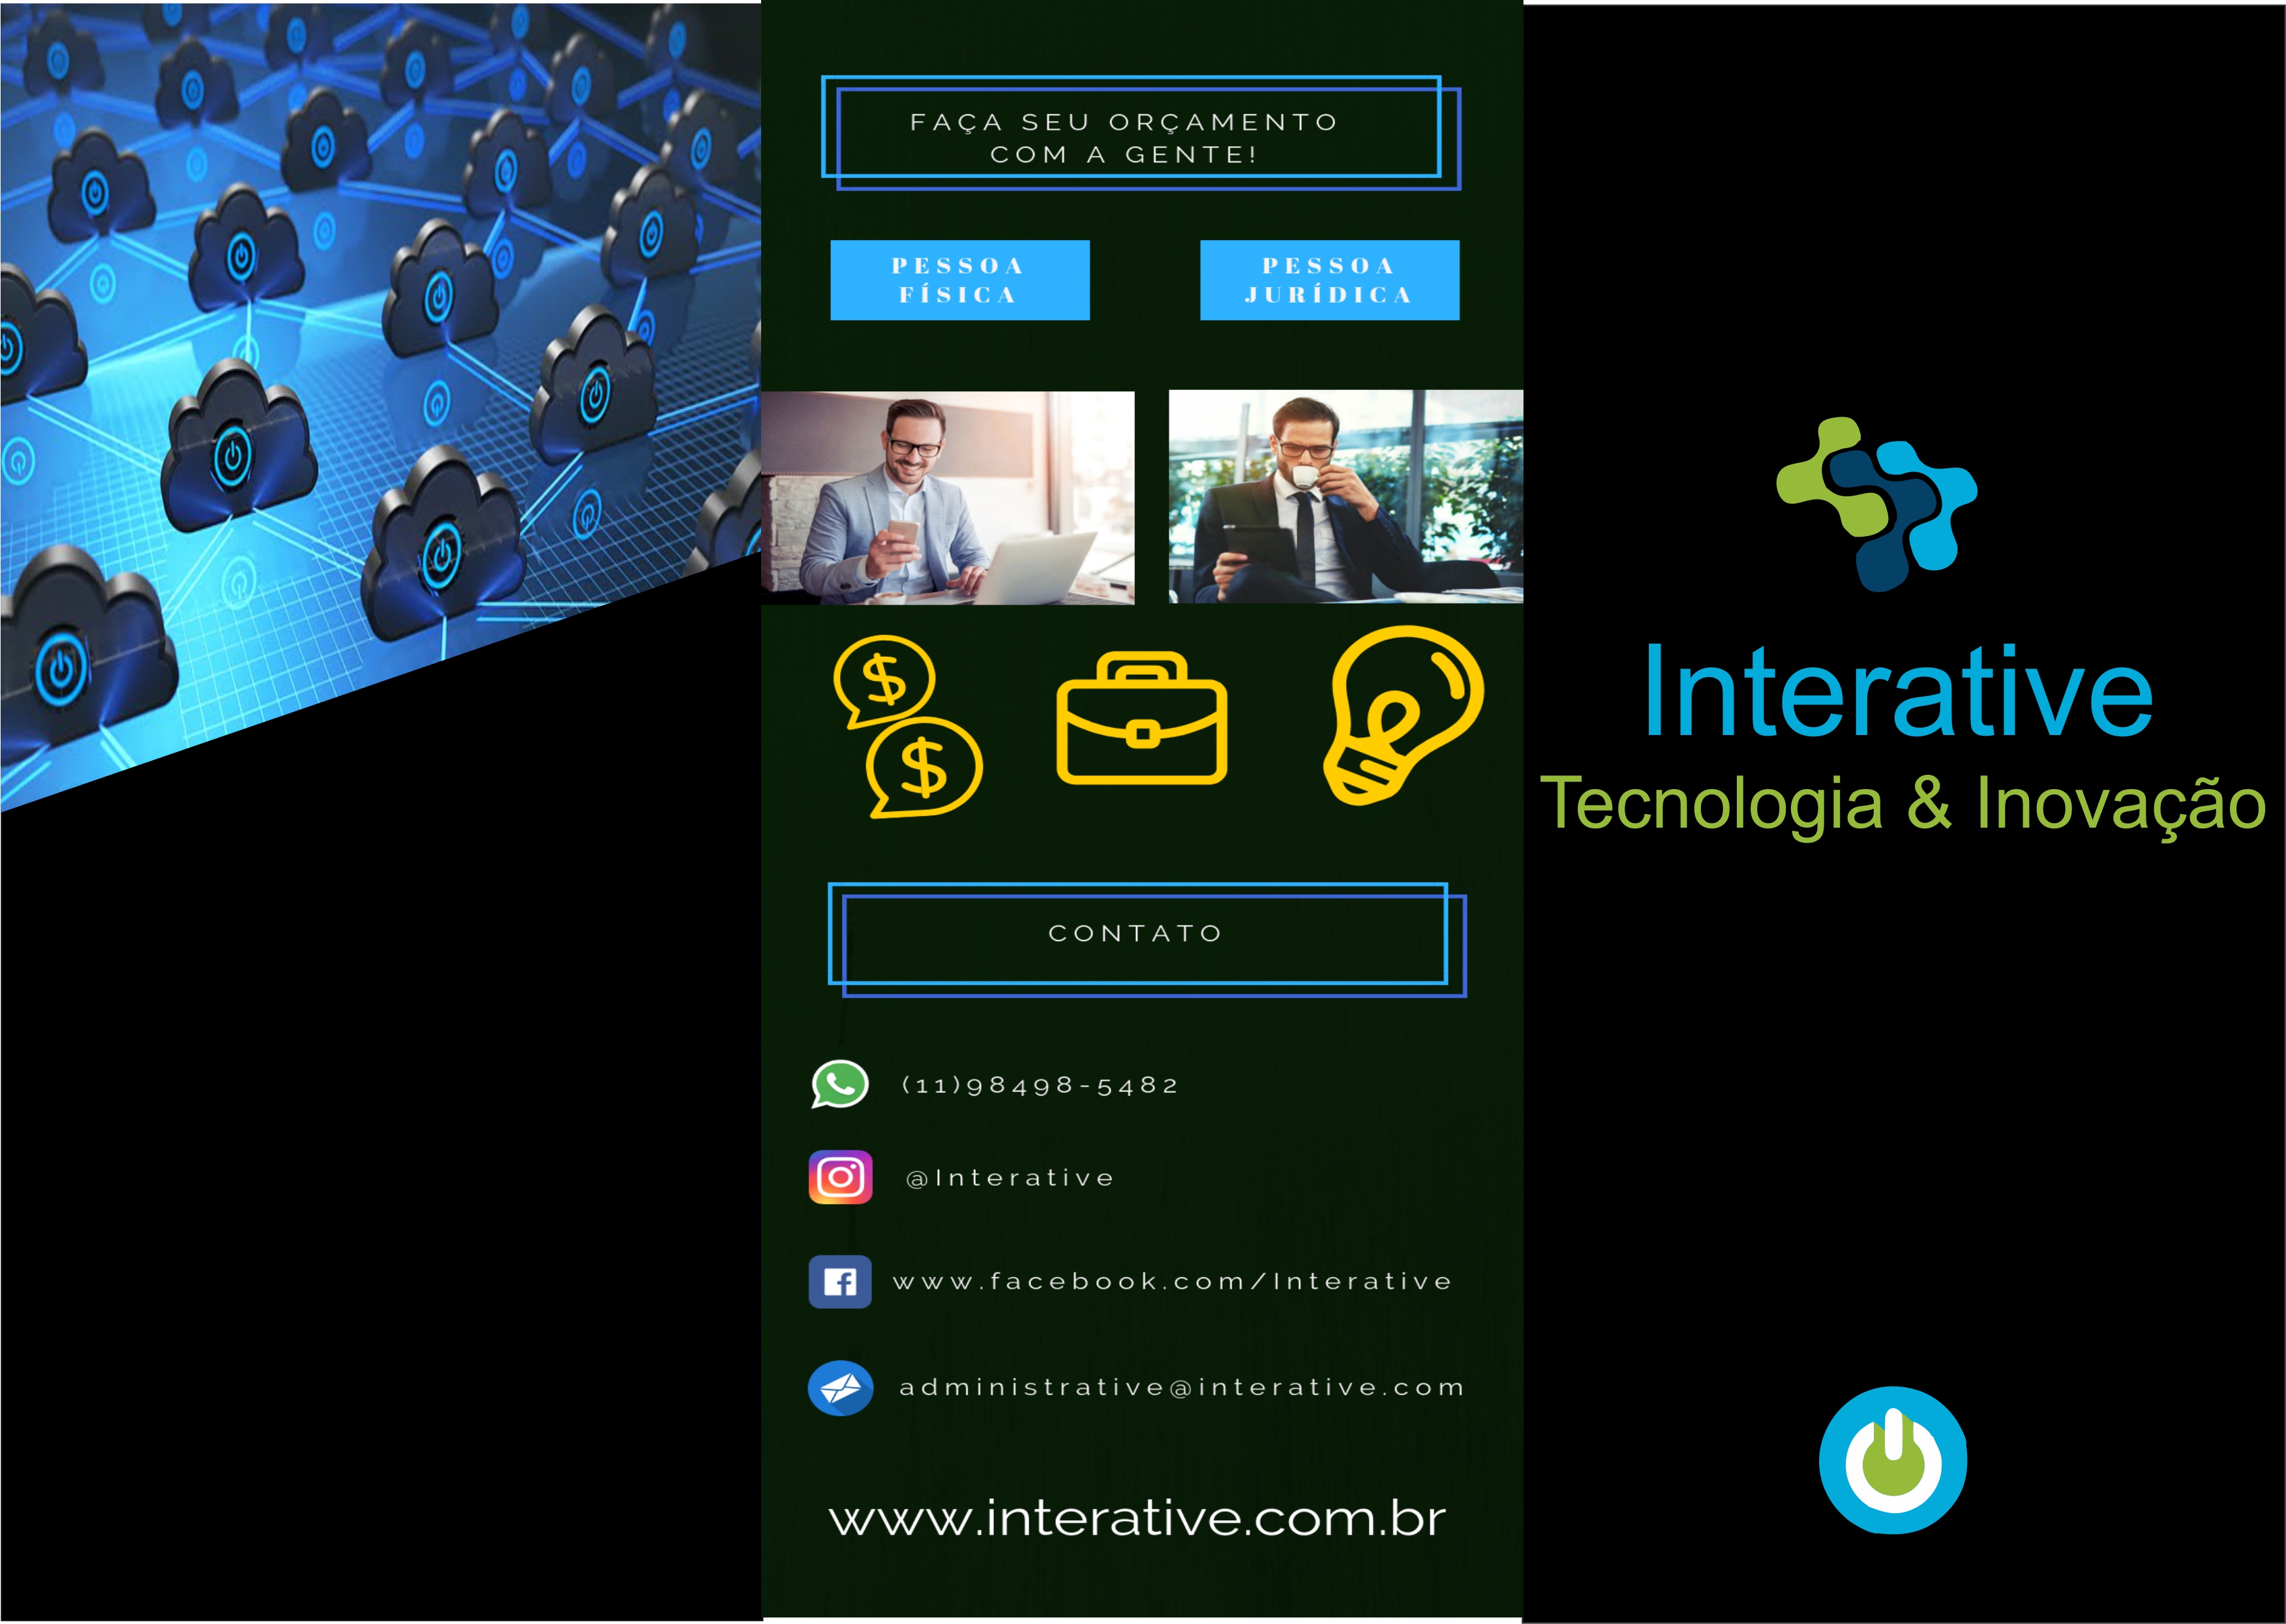 FAÇA SEU ORÇAMENTO
COM A GENTE!
PESSOA
FÍSICA
PESSOA
JURÍDICA
CONTATO
(11)98498-5482
@Interative
www.facebook.com/Interative
administrative@interative.com
www.interative.com.br
Interative
Tecnologia & Inovação